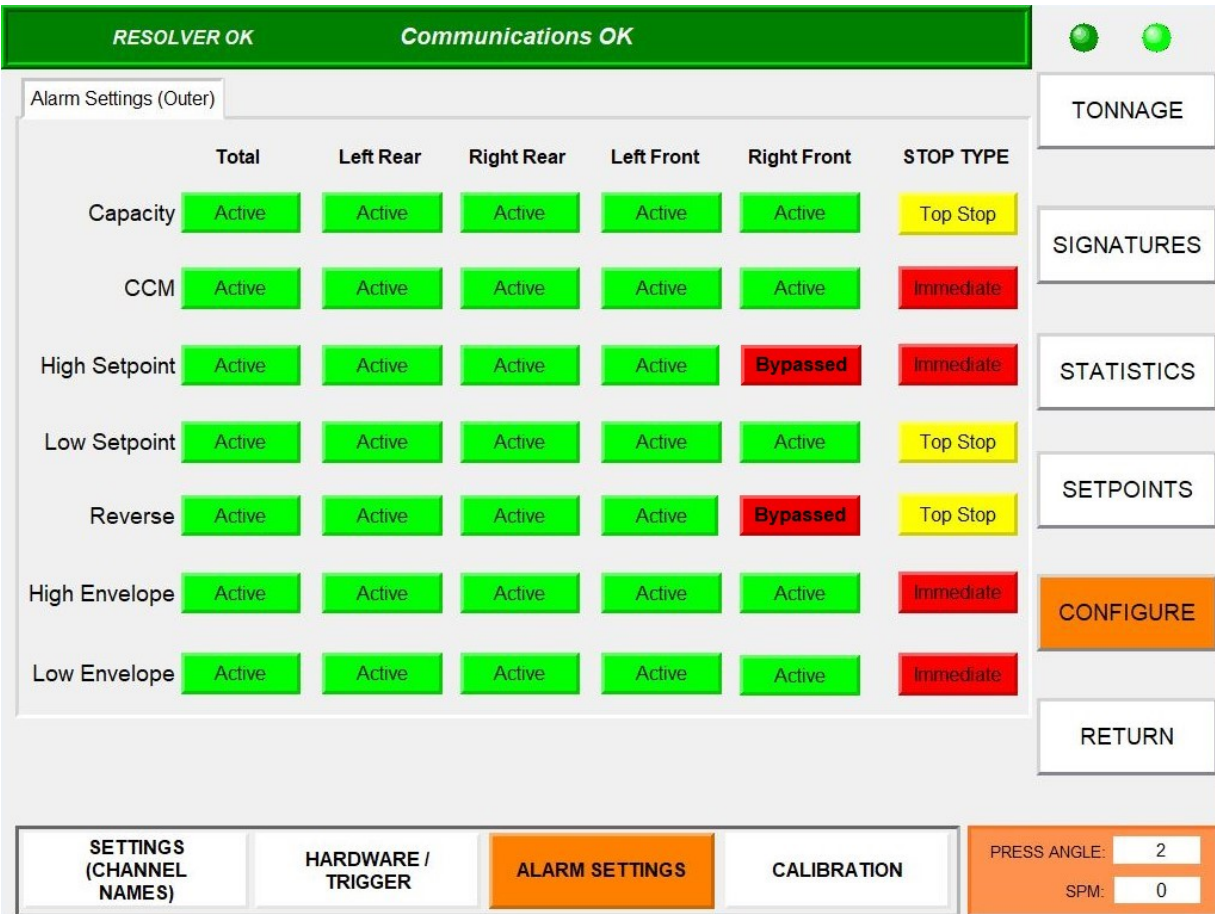 RESOLVER OK Communications OK
Alarm Settings (Outer)
TONNAGE
Total Left Rear Right Rear Left Front Right Front STOP TYPE
Capacity Active Active Active Active Active Top Stop
SIGNATURES
CCM Active Active Active Active Active Immediate
High Setpoint Active Active Active Active Bypassed Immediate
STATISTICS
Low Setpoint Active Active Active Active Active Top Stop
SETPOINTS
Reverse Active Active Active Active Bypassed Top Stop
High Envelope Active Active Active Active Active Immediate
CONFIGURE
Low Envelope Active Active Active Active Active Immediate
RETURN
SETTINGS
(CHANNEL
NAMES)
HARDWARE /
TRIGGER
ALARM SETTINGS
CALIBRATION
PRESS ANGLE: 2
SPM: 0